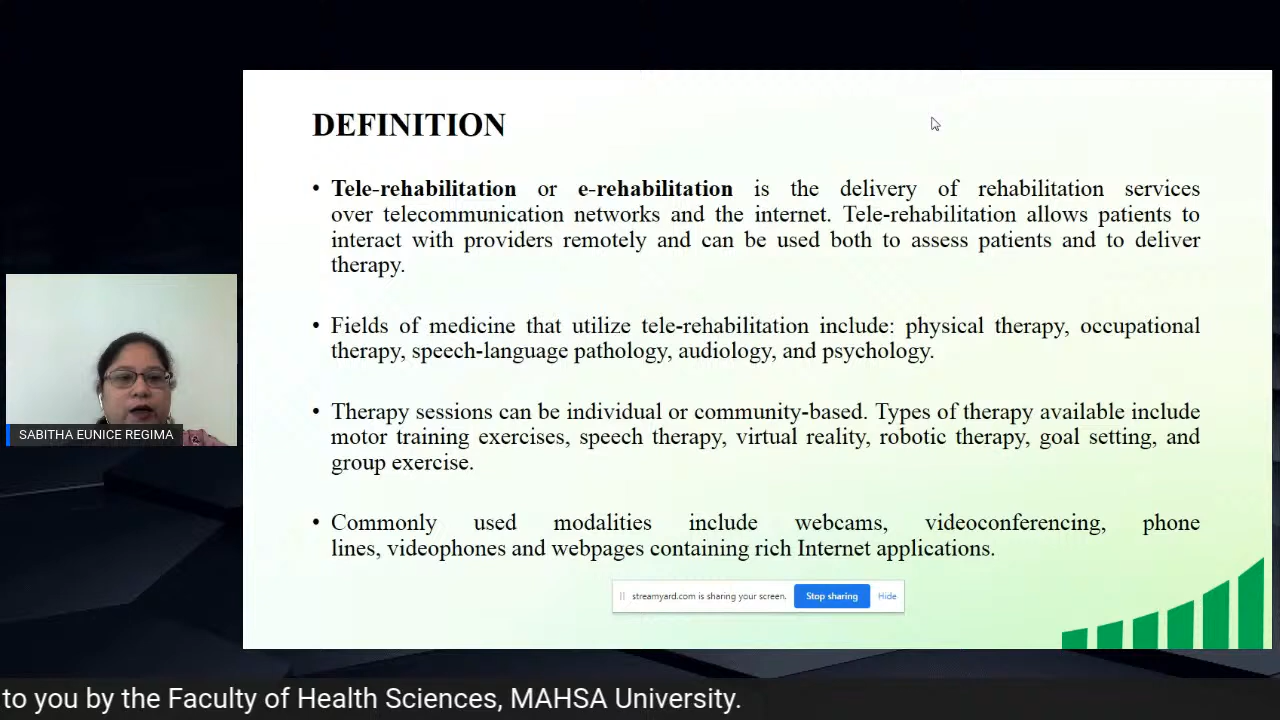 DEFINITION
• Tele-rehabilitation or e-rehabilitation is the delivery of rehabilitation services
over telecommunication networks and the internet. Tele-rehabilitation allows patients to
interact with providers remotely and can be used both to assess patients and to deliver
therapy.
• Fields of medicine that utilize tele-rehabilitation include: physical therapy, occupational
therapy, speech-language pathology, audiology, and psychology.
• Therapy sessions can be individual or community-based. Types of therapy available include
motor training exercises, speech therapy, virtual reality, robotic therapy, goal setting, and
group exercise.
• Commonly used modalities include webcams, videoconferencing, phone
lines, videophones and webpages containing rich Internet applications.
streamyard.com is sharing your screen. Stop sharing Hide
SABITHA EUNICE REGIMA
to you by the Faculty of Health Sciences, MAHSA University.